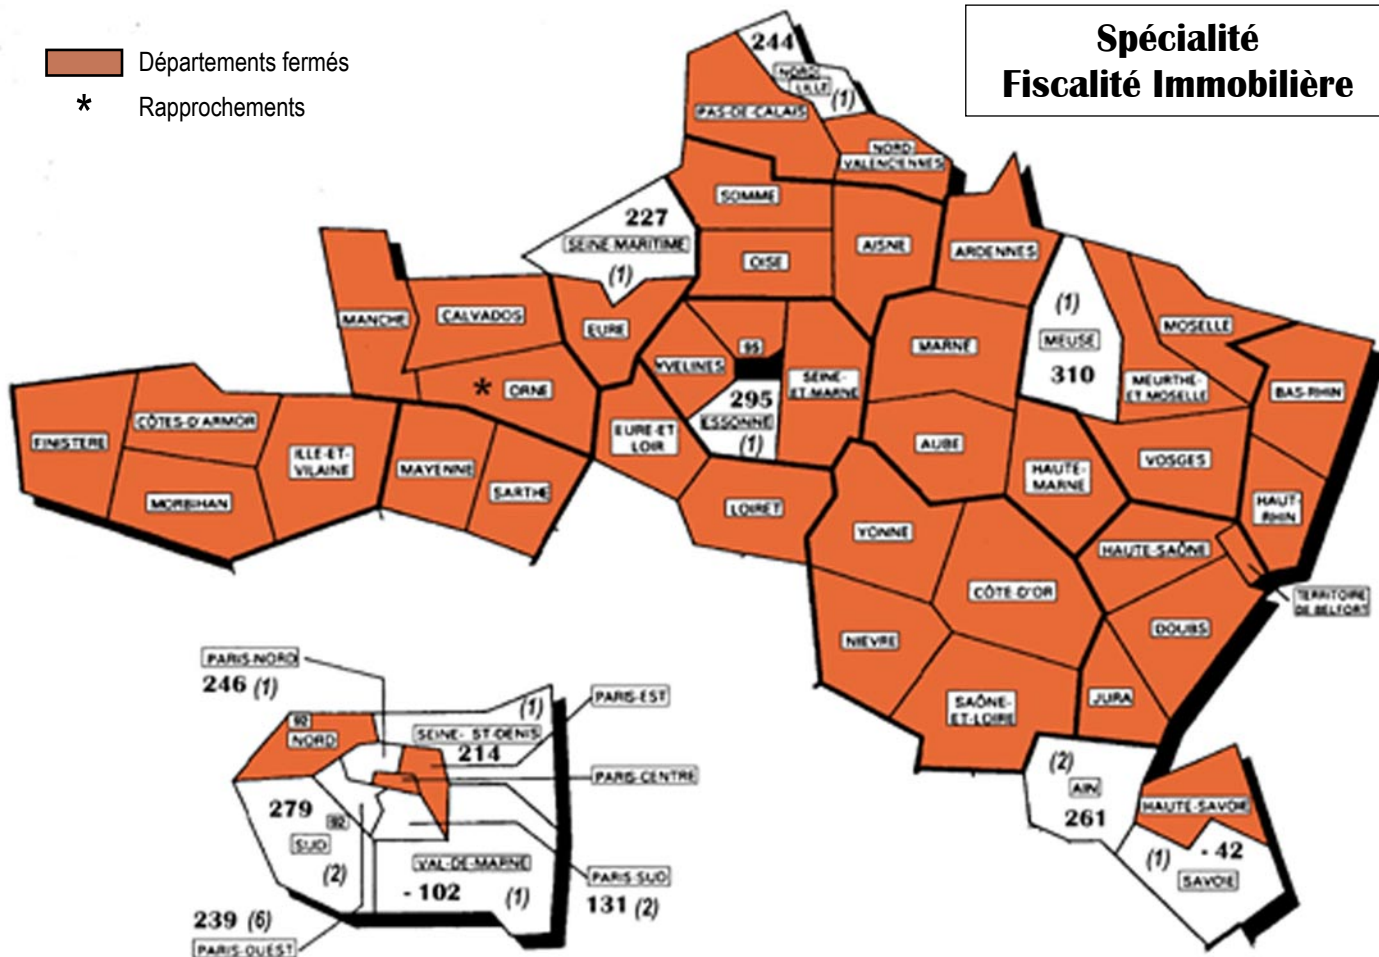 Spécialité
Fiscalité Immobilière
Départements fermés
* Rapprochements
244
NORD
LILLE
(1)
PAS-DE-CALAIS
NORD
VALENCIENNES
SOMME
227
SEINE-MARITIME
(1)
OISE
AISNE
ARDENNES
MANCHE
CALVADOS
EURE
95
YVELINES
SEINE-
ET-MARNE
MARNE
(1)
MEUSE
310
MOSELLE
MEURTHE-
ET-MOSELLE
BAS-RHIN
* ORNE
295
ESSONNE
(1)
FINISTERE
CÔTES-D'ARMOR
ILLE-ET-
VILAINE
MORBIHAN
MAYENNE
SARTHE
EURE-ET
LOIR
LOIRET
AUBE
HAUTE-
MARNE
VOSGES
HAUT-
RHIN
YONNE
HAUTE-SAÔNE
CÔTE-D'OR
TERRITOIRE
DE BELFORT
NIEVRE
DOUBS
SAÔNE-
ET-LOIRE
JURA
(2)
AIN
261
HAUTE-SAVOIE
(1) - 42
SAVOIE
PARIS-NORD
246 (1)
PARIS-EST
92
NORD
(1)
SEINE- ST-DENIS
214
PARIS-CENTRE
279
92
SUD
(2)
VAL-DE-MARNE
- 102 (1)
PARIS-SUD
131 (2)
239 (6)
PARIS-OUEST